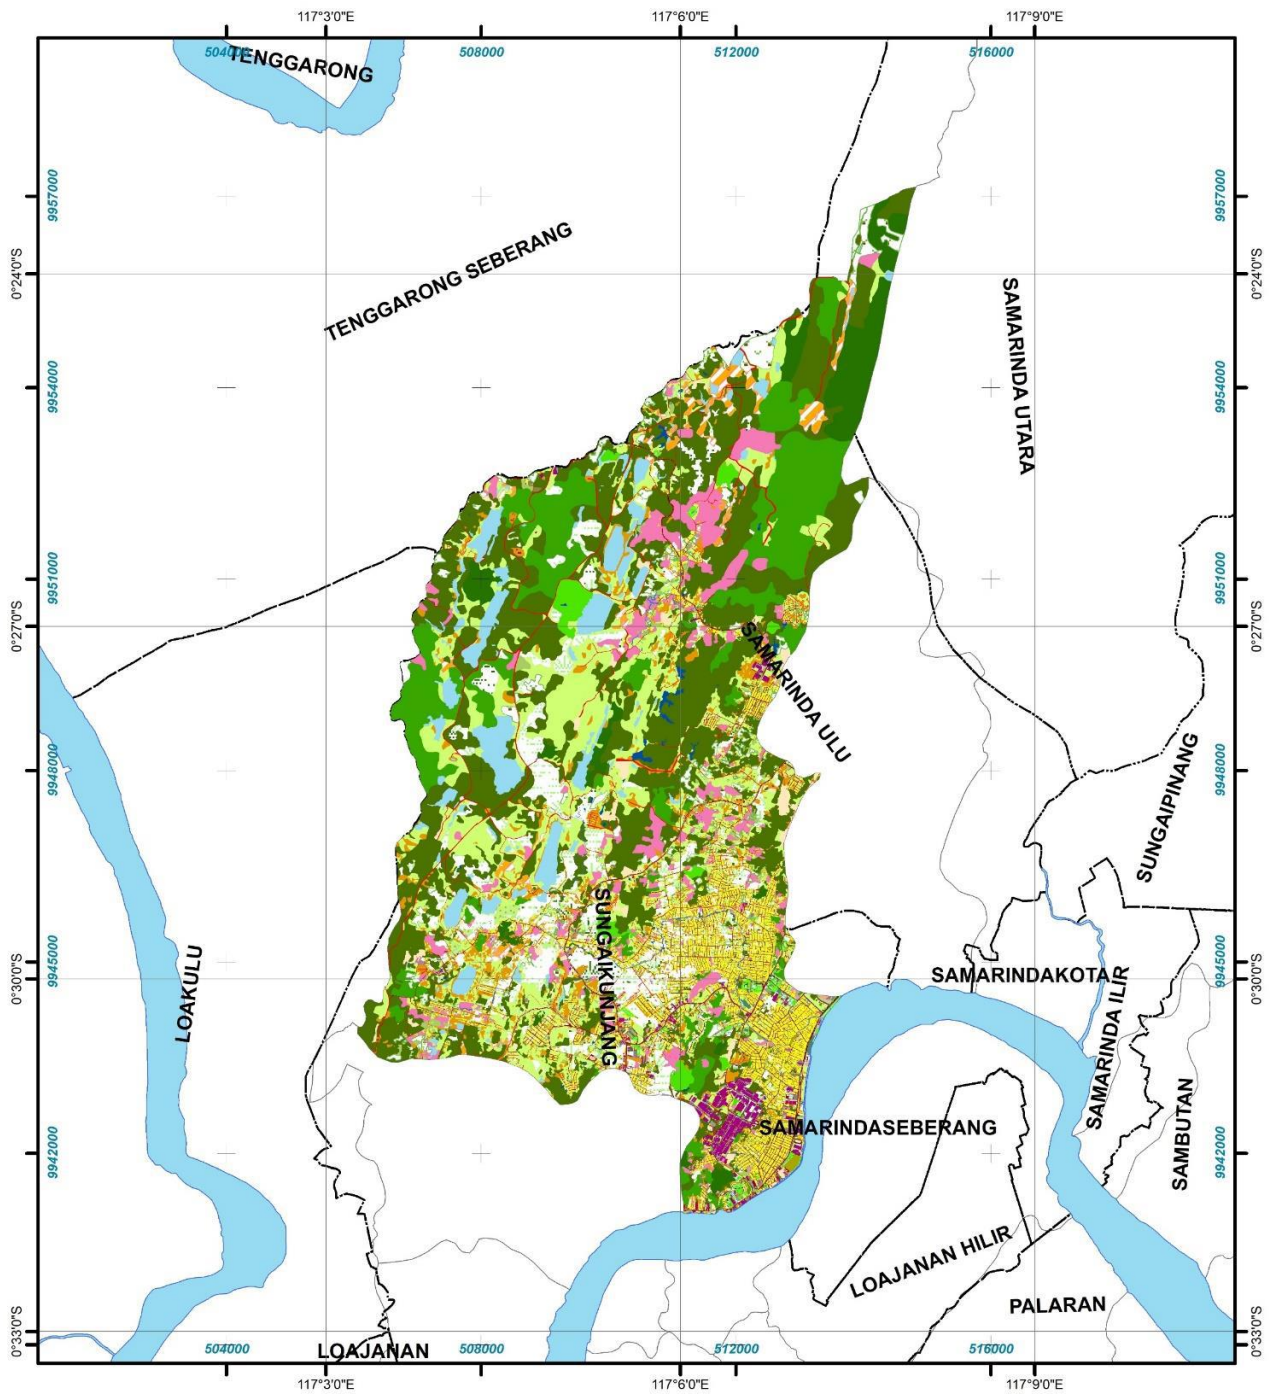 117°3'0"E 117°6'0"E 117°9'0"E
504000 508000 512000 516000
TENGGARONG
9957000 9957000
0°24'0"S 0°24'0"S
TENGGARONG SEBERANG
SAMARINDA UTARA
9954000 9954000
9951000 9951000
0°27'0"S 0°27'0"S
SAMARINDA ULU
9948000 9948000
SUNGAIPINANG
SUNGAIKUNJANG
LOAKULU
9945000 9945000
0°30'0"S 0°30'0"S
SAMARINDAKOTAR
SAMARINDA ILIR
SAMBUTAN
SAMARINDASEBERANG
9942000 9942000
LOAJANAN HILIR
PALARAN
0°33'0"S 0°33'0"S
LOAJANAN
504000 508000 512000 516000
117°3'0"E 117°6'0"E 117°9'0"E